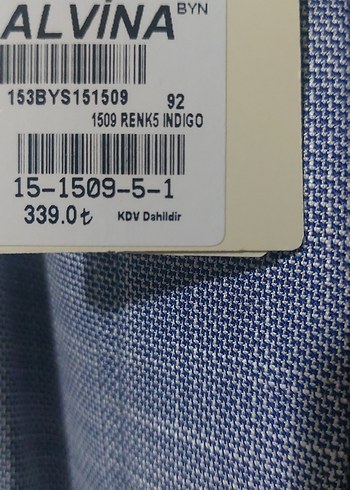 ALVİNA BYN
153BYS151509 92
1509 RENK5 INDIGO
15-1509-5-1
339.0₺ KDV Dahildir